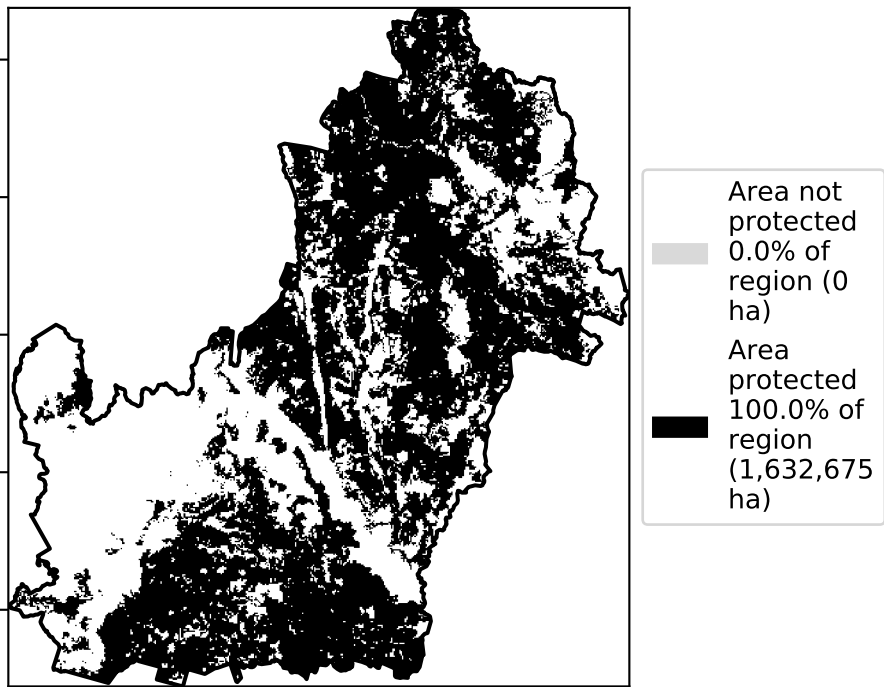 Area not
protected
0.0% of
region (0
ha)
Area
protected
100.0% of
region
(1,632,675
ha)